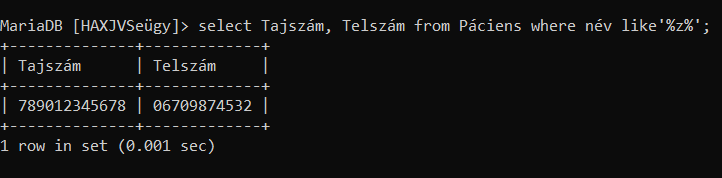 MariaDB [HAXJVSeügy]> select Tajszám, Telszám from Páciens where név like'%z%';
+--------------+-------------+
| Tajszám      | Telszám     |
+--------------+-------------+
| 789012345678 | 06709874532 |
+--------------+-------------+
1 row in set (0.001 sec)